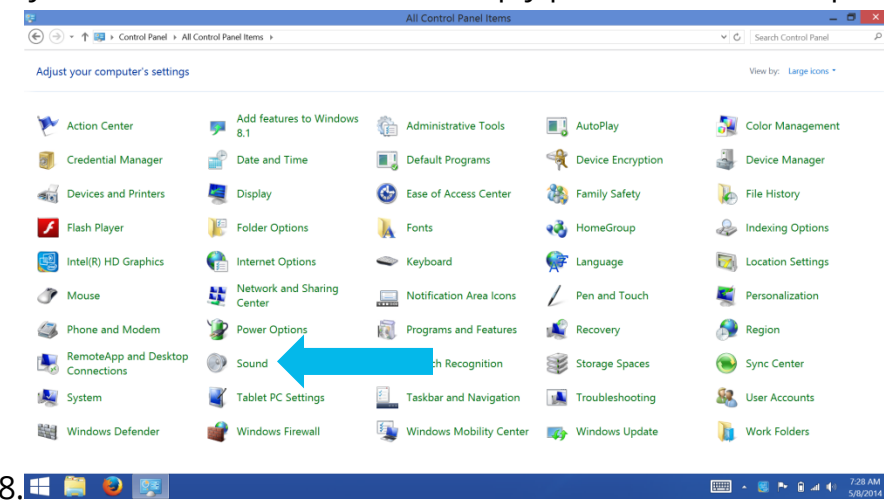 All Control Panel Items
Control Panel All Control Panel Items Search Control Panel
Adjust your computer's settings View by: Large icons
Action Center Add features to Windows 8.1 Administrative Tools AutoPlay Color Management
Credential Manager Date and Time Default Programs Device Encryption Device Manager
Devices and Printers Display Ease of Access Center Family Safety File History
Flash Player Folder Options Fonts HomeGroup Indexing Options
Intel(R) HD Graphics Internet Options Keyboard Language Location Settings
Mouse Network and Sharing Center Notification Area Icons Pen and Touch Personalization
Phone and Modem Power Options Programs and Features Recovery Region
RemoteApp and Desktop Connections Sound Recognition Storage Spaces Sync Center
System Tablet PC Settings Taskbar and Navigation Troubleshooting User Accounts
Windows Defender Windows Firewall Windows Mobility Center Windows Update Work Folders
8. 7:28 AM
5/8/2014